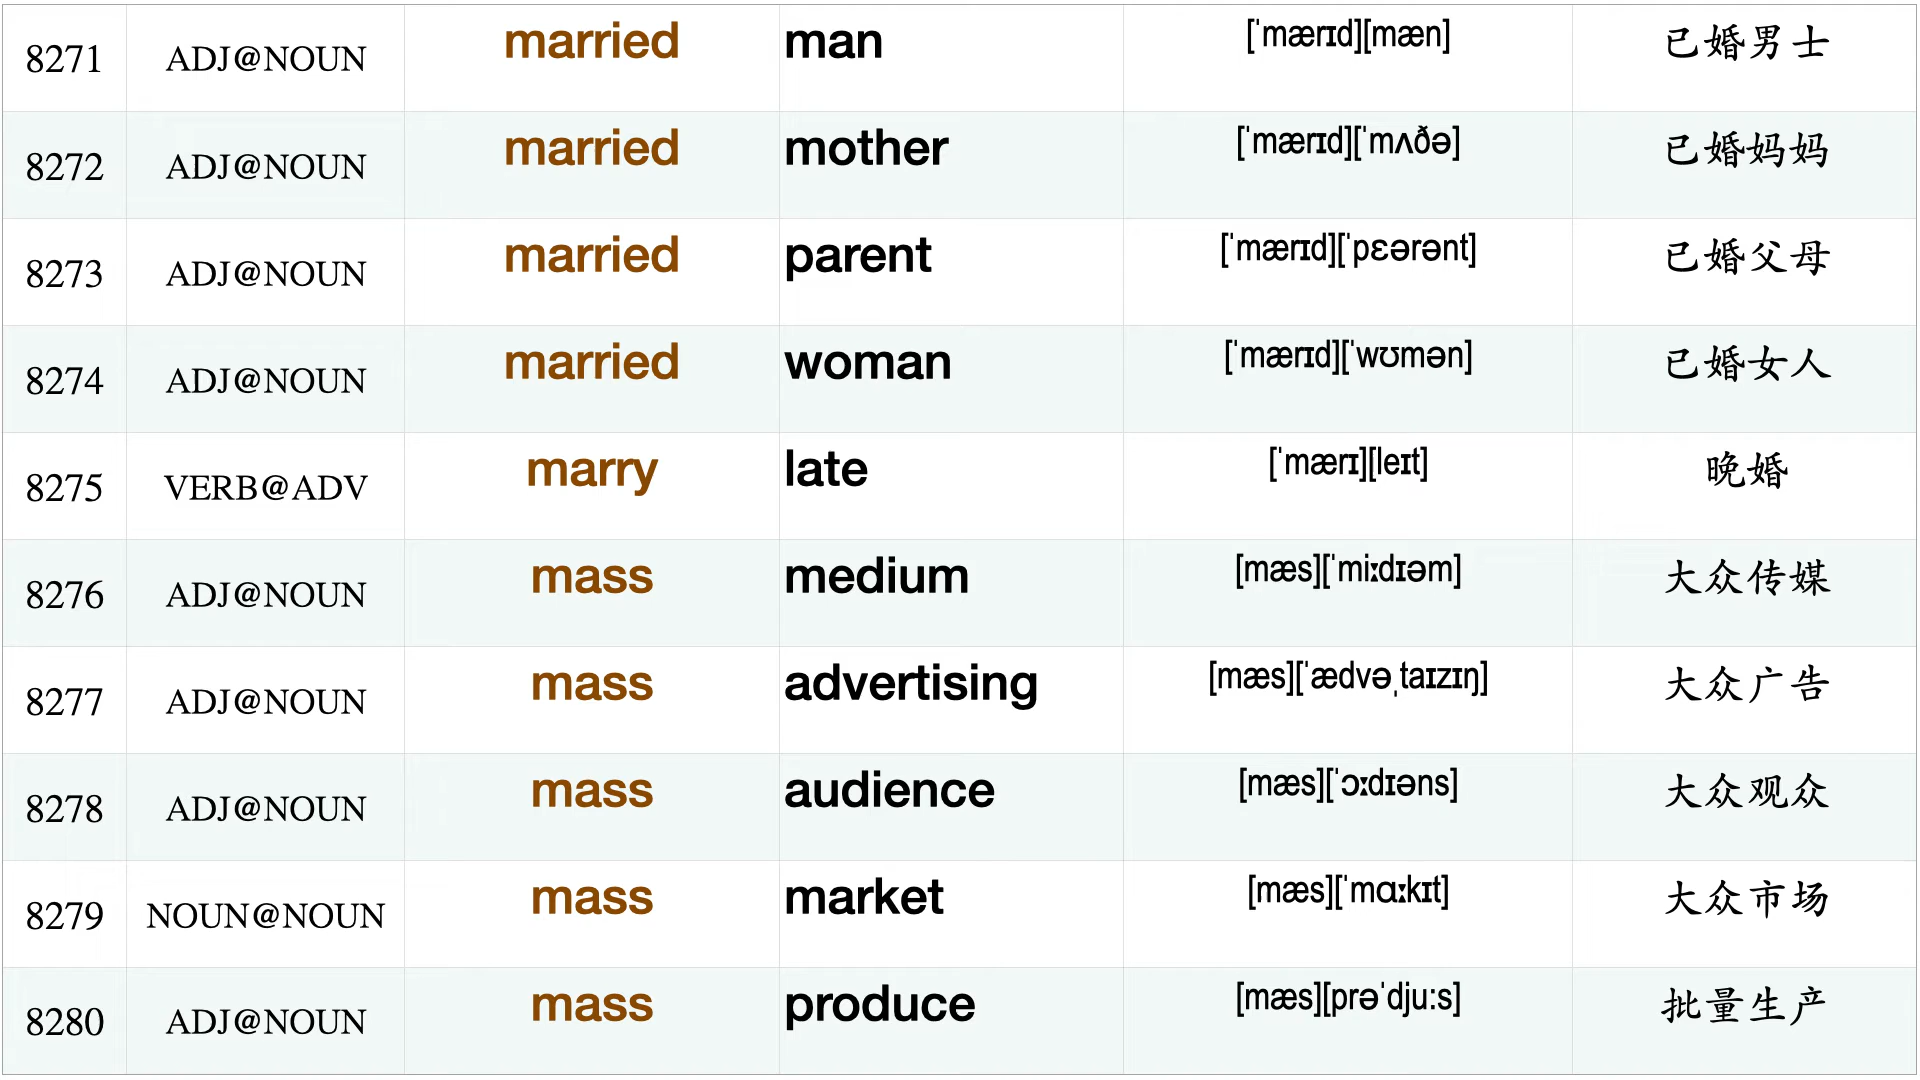 8271 ADJ@NOUN married man [ˈmærɪd][mæn] 已婚男士
8272 ADJ@NOUN married mother [ˈmærɪd][ˈmʌðə] 已婚妈妈
8273 ADJ@NOUN married parent [ˈmærɪd][ˈpɛərənt] 已婚父母
8274 ADJ@NOUN married woman [ˈmærɪd][ˈwʊmən] 已婚女人
8275 VERB@ADV marry late [ˈmærɪ][leɪt] 晚婚
8276 ADJ@NOUN mass medium [mæs][ˈmiːdɪəm] 大众传媒
8277 ADJ@NOUN mass advertising [mæs][ˈædvəˌtaɪzɪŋ] 大众广告
8278 ADJ@NOUN mass audience [mæs][ˈɔːdɪəns] 大众观众
8279 NOUN@NOUN mass market [mæs][ˈmɑːkɪt] 大众市场
8280 ADJ@NOUN mass produce [mæs][prəˈdju:s] 批量生产